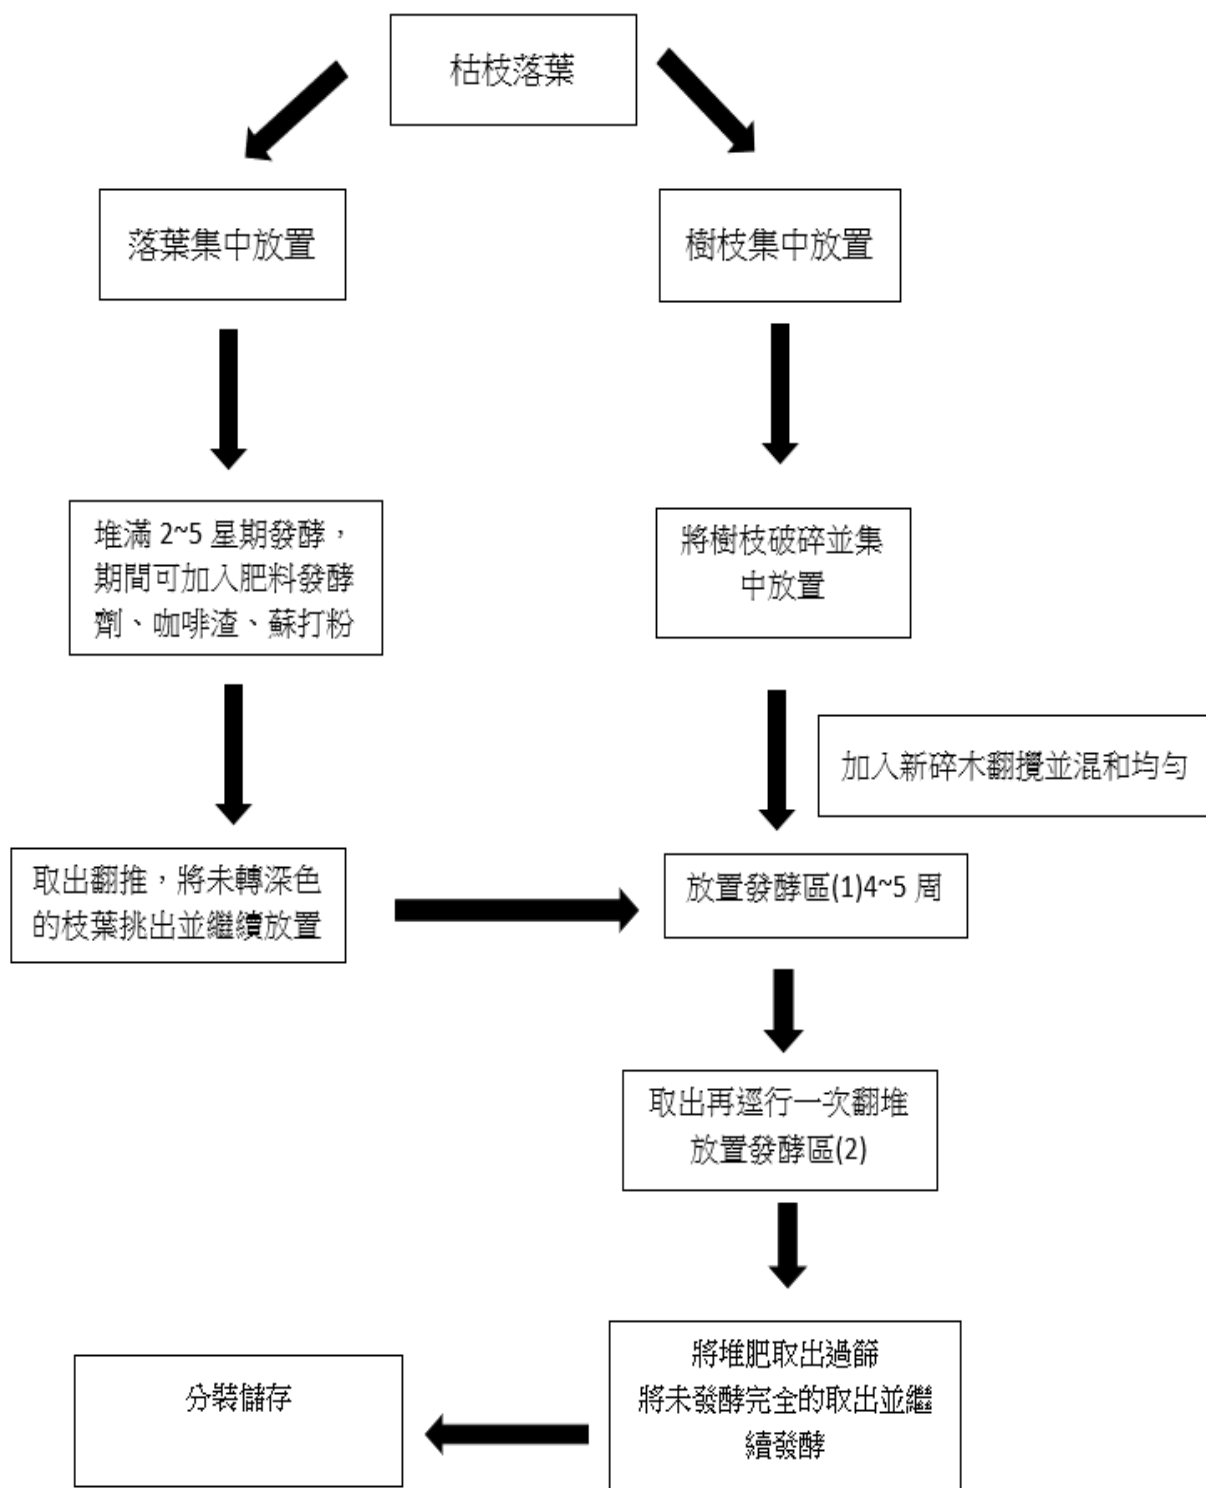 枯枝落葉
落葉集中放置
樹枝集中放置
堆滿 2~5 星期發酵，
期間可加入肥料發酵
劑、咖啡渣、蘇打粉
將樹枝破碎並集
中放置
加入新碎木翻攪並混和均勻
取出翻推，將未轉深色
的枝葉挑出並繼續放置
放置發酵區(1)4~5 周
取出再逕行一次翻堆
放置發酵區(2)
將堆肥取出過篩
將未發酵完全的取出並繼
續發酵
分裝儲存